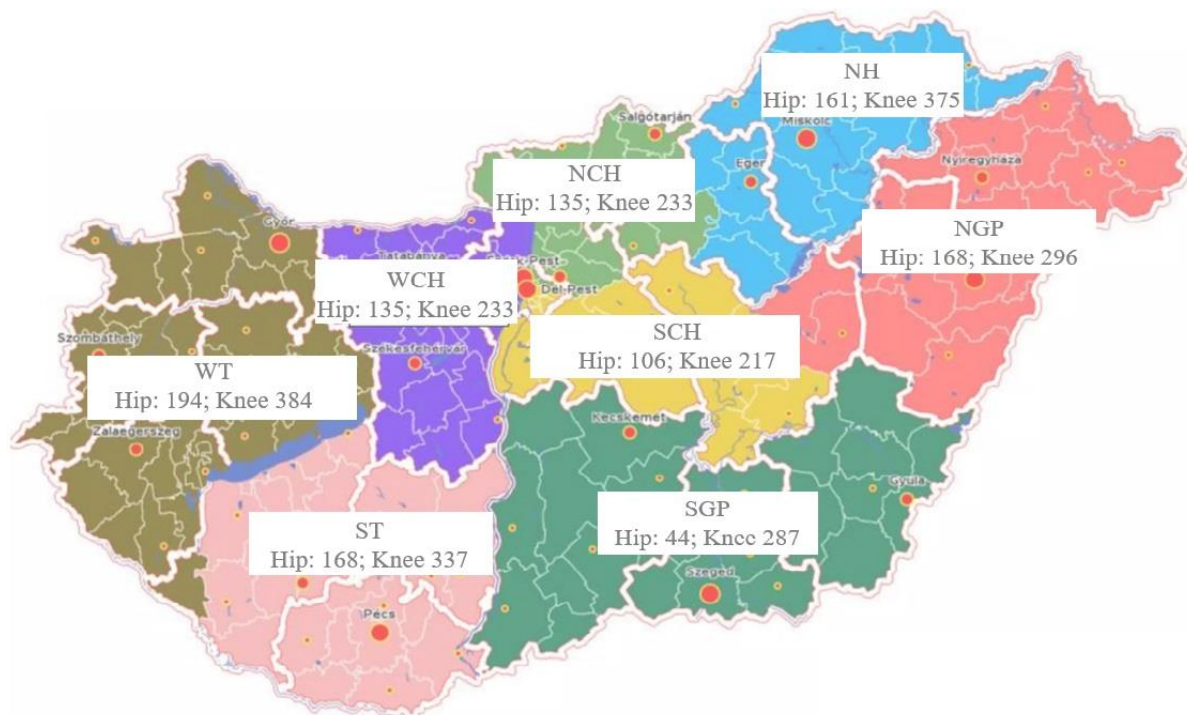 NH
Hip: 161; Knee 375
Miskolc
Salgótarján
Eger
Nyíregyháza
NCH
Hip: 135; Knee 233
NGP
Hip: 168; Knee 296
Győr
Tatabánya
WCH
Hip: 135; Knee 233
Pest
Dél-Pest
SCH
Hip: 106; Knee 217
Szombathely
Székesfehérvár
WT
Hip: 194; Knee 384
Zalaegerszeg
Kecskemét
Gyula
SGP
Hip: 44; Knee 287
ST
Hip: 168; Knee 337
Szeged
Pécs